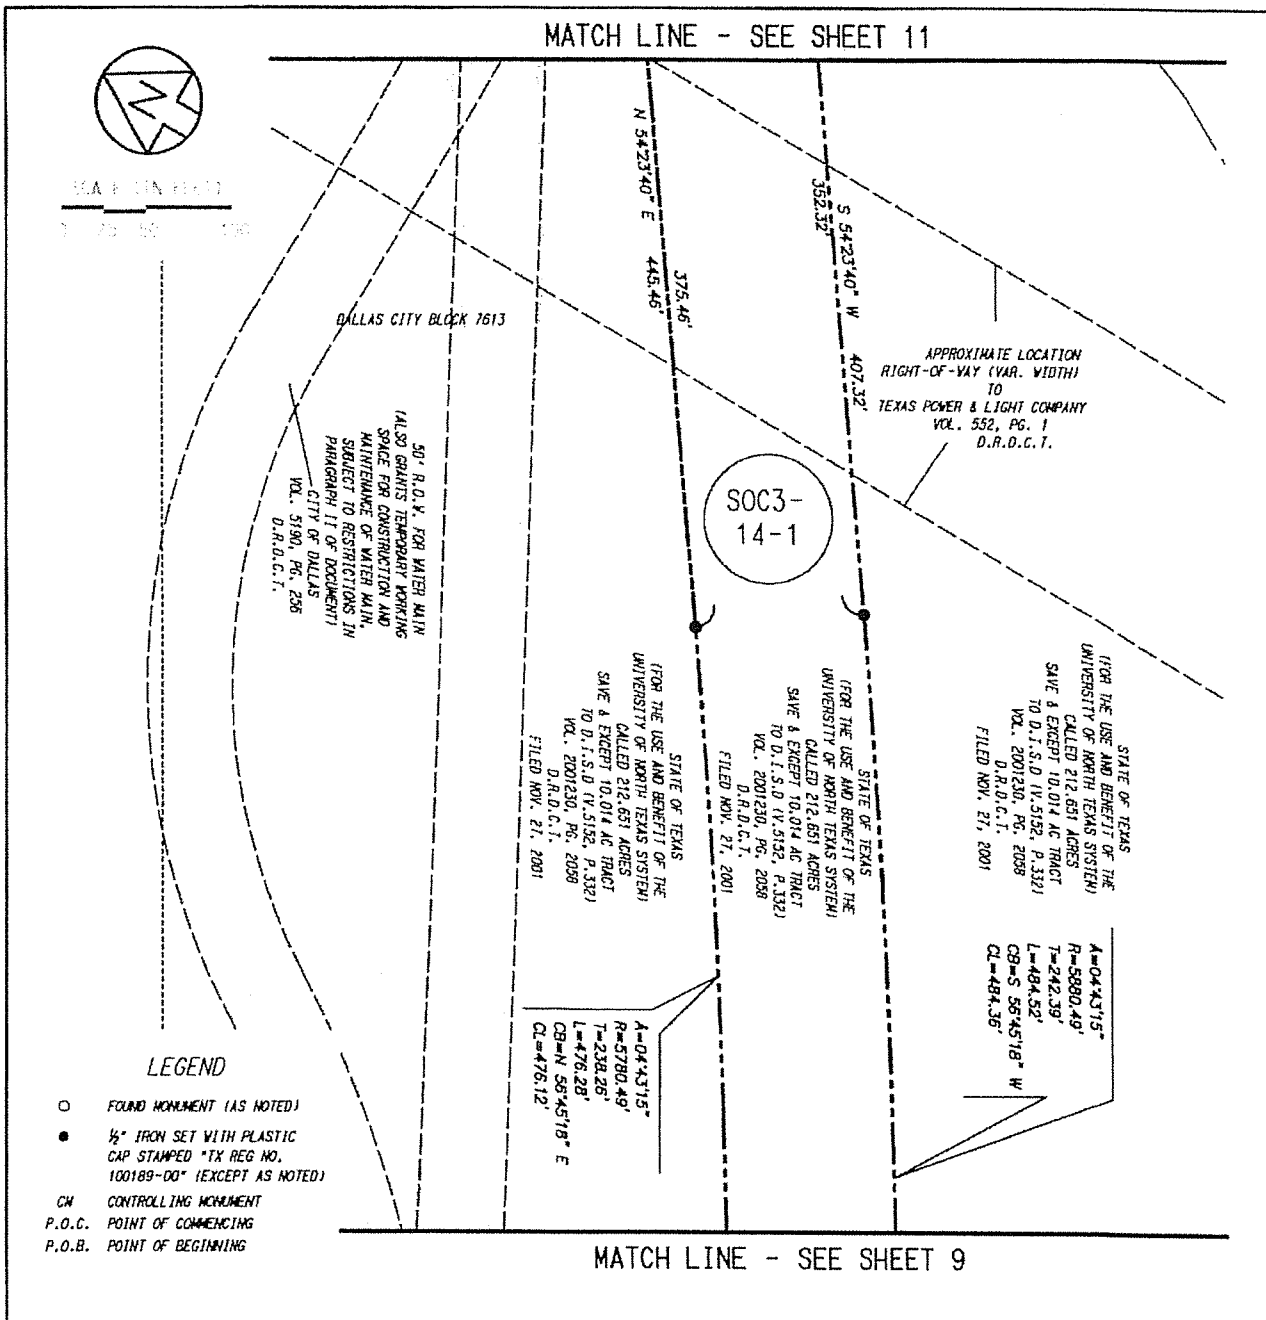 MATCH LINE - SEE SHEET 11
N
N 54°23'40" E
375.46'
445.46'
S 54°23'40" W
352.32'
407.32'
DALLAS CITY BLOCK 7613
APPROXIMATE LOCATION
RIGHT-OF-WAY (VAR. WIDTH)
TO
TEXAS POWER & LIGHT COMPANY
VOL. 552, PG. 1
D.R.D.C.T.
50' R.O.W. FOR WATER MAIN
(ALSO GRANTS TEMPORARY WORKING
SPACE FOR CONSTRUCTION AND
MAINTENANCE OF WATER MAIN,
SUBJECT TO RESTRICTIONS IN
PARAGRAPH II OF DOCUMENT)
CITY OF DALLAS
VOL. 5190, PG. 256
D.R.D.C.T.
SOC3-
14-1
STATE OF TEXAS
(FOR THE USE AND BENEFIT OF THE
UNIVERSITY OF NORTH TEXAS SYSTEM)
CALLED 212.651 ACRES
SAVE & EXCEPT 10.014 AC TRACT
TO D.I.S.D (V.5152, P.332)
VOL. 2001230, PG. 2058
D.R.D.C.T.
FILED NOV. 27, 2001
STATE OF TEXAS
(FOR THE USE AND BENEFIT OF THE
UNIVERSITY OF NORTH TEXAS SYSTEM)
CALLED 212.651 ACRES
SAVE & EXCEPT 10.014 AC TRACT
TO D.I.S.D (V.5152, P.332)
VOL. 2001230, PG. 2058
D.R.D.C.T.
FILED NOV. 27, 2001
STATE OF TEXAS
(FOR THE USE AND BENEFIT OF THE
UNIVERSITY OF NORTH TEXAS SYSTEM)
CALLED 212.651 ACRES
SAVE & EXCEPT 10.014 AC TRACT
TO D.I.S.D (V.5152, P.332)
VOL. 2001230, PG. 2058
D.R.D.C.T.
FILED NOV. 27, 2001
Δ=04°43'15"
R=5780.49'
T=238.26'
L=476.28'
CB=N 56°45'18" E
CL=476.12'
Δ=04°43'15"
R=5880.49'
T=242.39'
L=484.52'
CB=S 56°45'18" W
CL=484.36'
LEGEND
FOUND MONUMENT (AS NOTED)
½" IRON SET WITH PLASTIC
CAP STAMPED "TX REG NO.
100189-00" (EXCEPT AS NOTED)
CM CONTROLLING MONUMENT
P.O.C. POINT OF COMMENCING
P.O.B. POINT OF BEGINNING
MATCH LINE - SEE SHEET 9